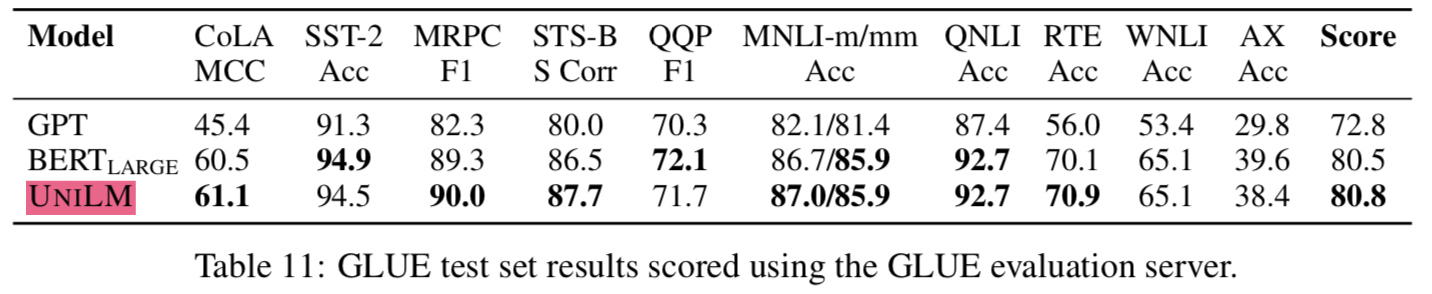 Model CoLA SST-2 MRPC STS-B QQP MNLI-m/mm QNLI RTE WNLI AX Score
MCC Acc F1 S Corr F1 Acc Acc Acc Acc Acc
GPT 45.4 91.3 82.3 80.0 70.3 82.1/81.4 87.4 56.0 53.4 29.8 72.8
BERTLARGE 60.5 94.9 89.3 86.5 72.1 86.7/85.9 92.7 70.1 65.1 39.6 80.5
UNILM 61.1 94.5 90.0 87.7 71.7 87.0/85.9 92.7 70.9 65.1 38.4 80.8
Table 11: GLUE test set results scored using the GLUE evaluation server.